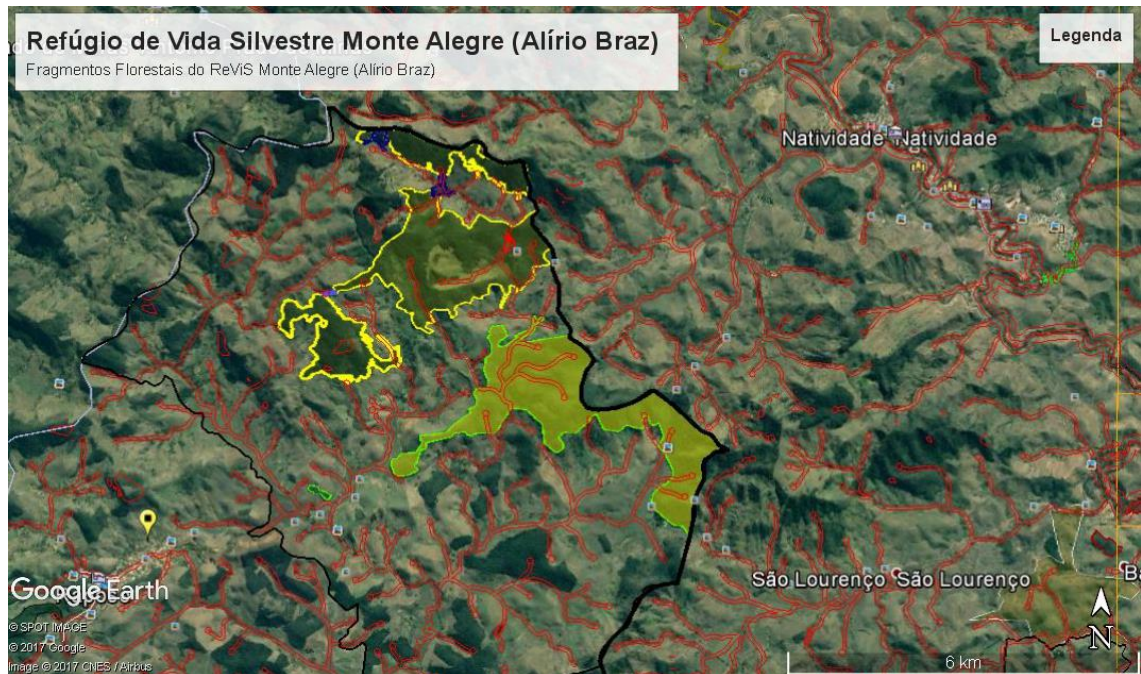 Refúgio de Vida Silvestre Monte Alegre (Alírio Braz)
Fragmentos Florestais do ReViS Monte Alegre (Alírio Braz)
Legenda
Natividade Natividade
São Lourenço São Lourenço
Ba
Google Earth
© SPOT IMAGE
© 2017 Google
Image © 2017 CNES / Airbus
N
6 km